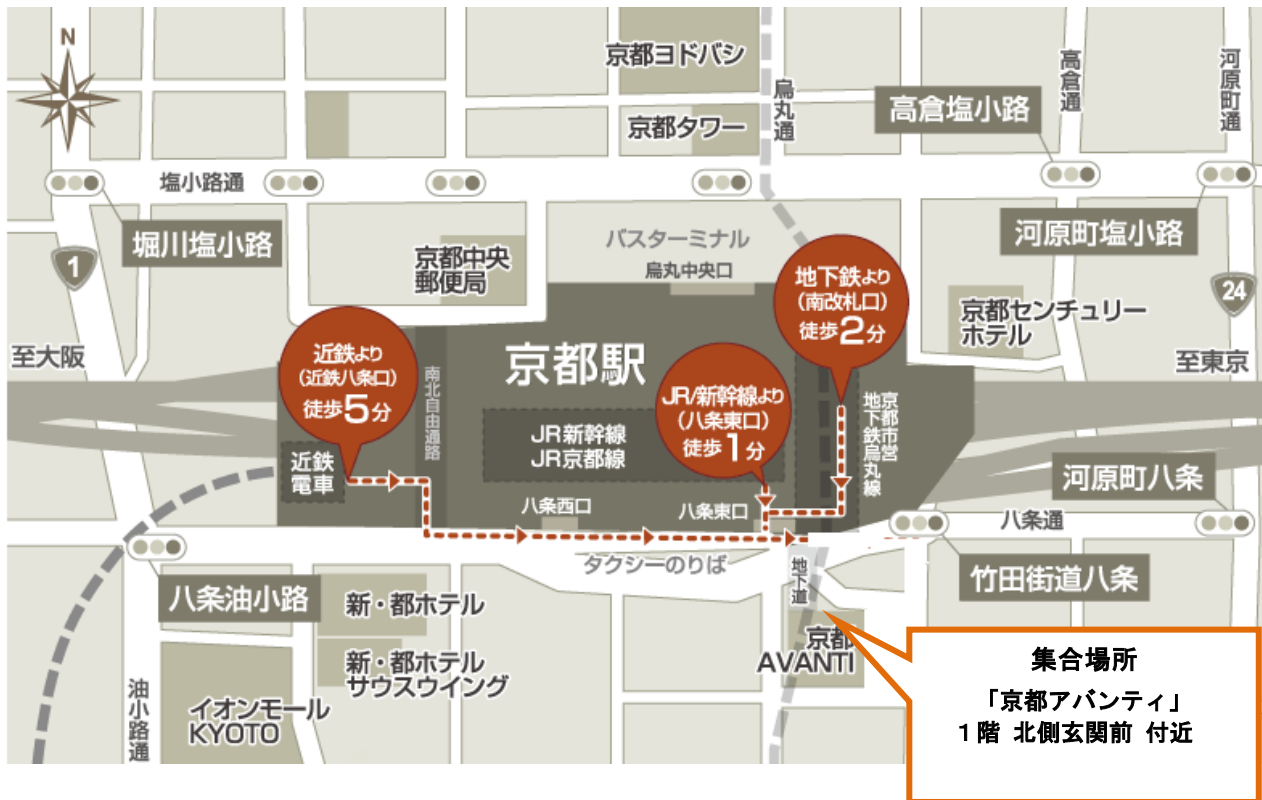 N
京都ヨドバシ
烏丸通
高倉通
河原町通
京都タワー
高倉塩小路
塩小路通
堀川塩小路
河原町塩小路
1
京都中央
郵便局
バスターミナル
烏丸中央口
地下鉄より
(南改札口)
徒歩2分
24
京都センチュリー
ホテル
至大阪
至東京
近鉄より
(近鉄八条口)
徒歩5分
南北自由通路
京都駅
JR/新幹線より
(八条東口)
徒歩1分
京都市営
地下鉄烏丸線
JR新幹線
JR京都線
近鉄
電車
河原町八条
八条西口
八条東口
八条通
タクシーのりば
地下道
竹田街道八条
八条油小路
新・都ホテル
新・都ホテル
サウスウイング
京都
AVANTI
油小路通
イオンモール
KYOTO
集合場所
「京都アバンティ」
1階 北側玄関前 付近